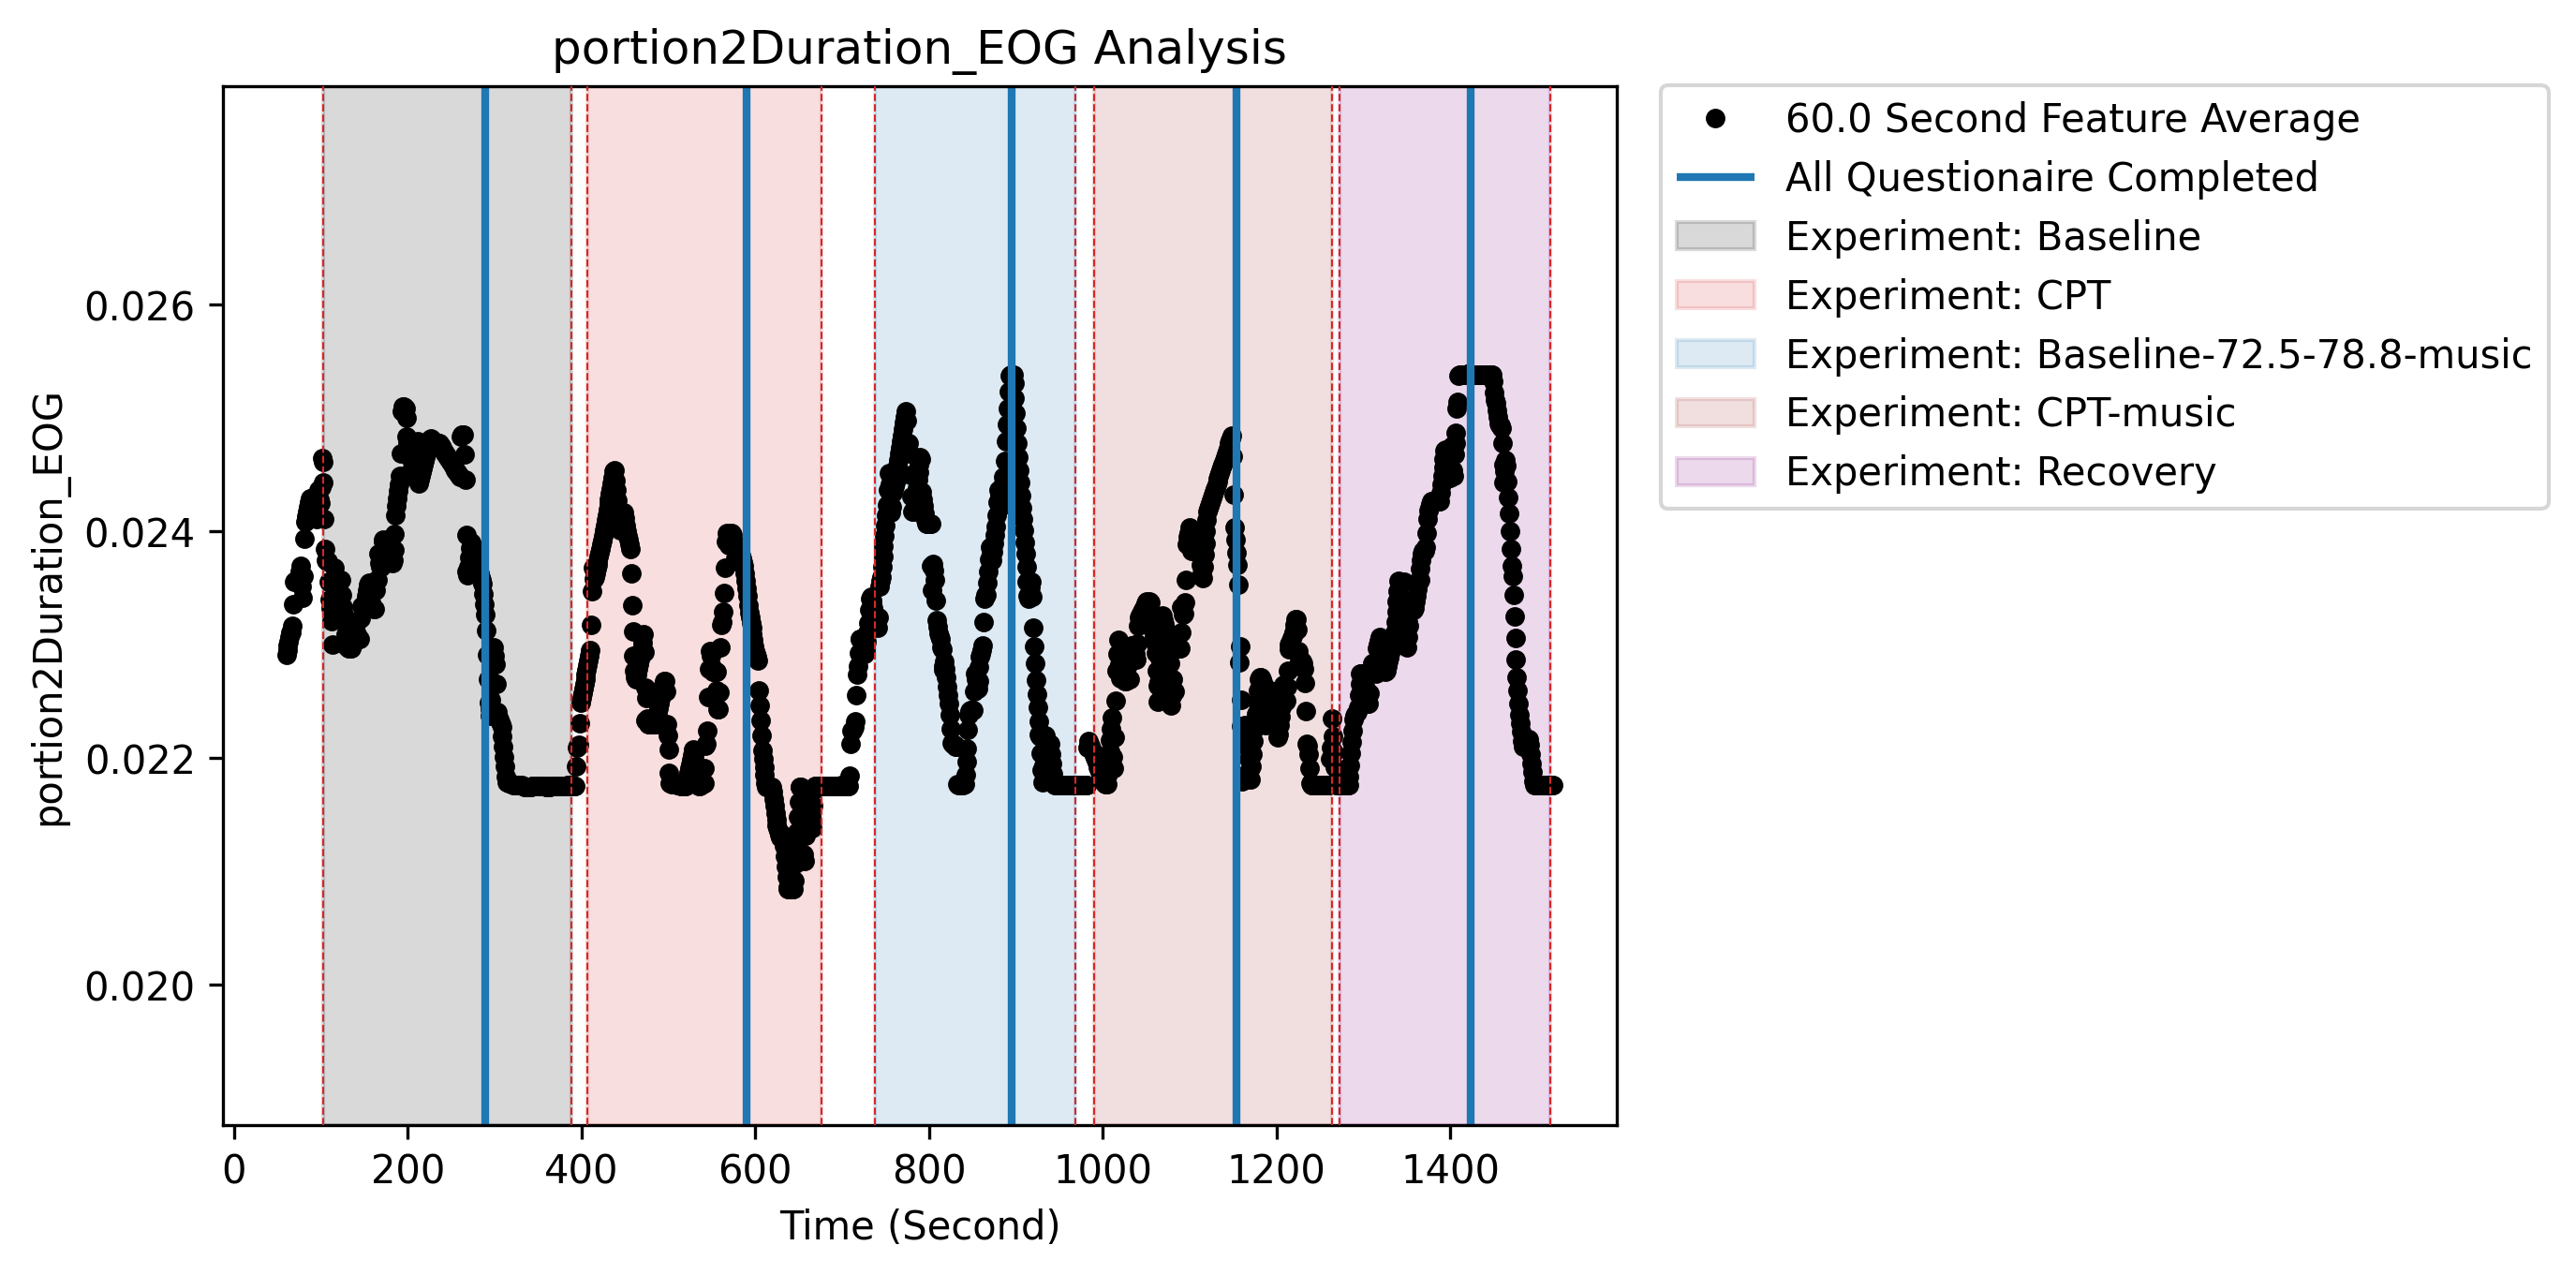 portion2Duration_EOG Analysis
portion2Duration_EOG
0.026
0.024
0.022
0.020
0 200 400 600 800 1000 1200 1400
Time (Second)
60.0 Second Feature Average
All Questionaire Completed
Experiment: Baseline
Experiment: CPT
Experiment: Baseline-72.5-78.8-music
Experiment: CPT-music
Experiment: Recovery